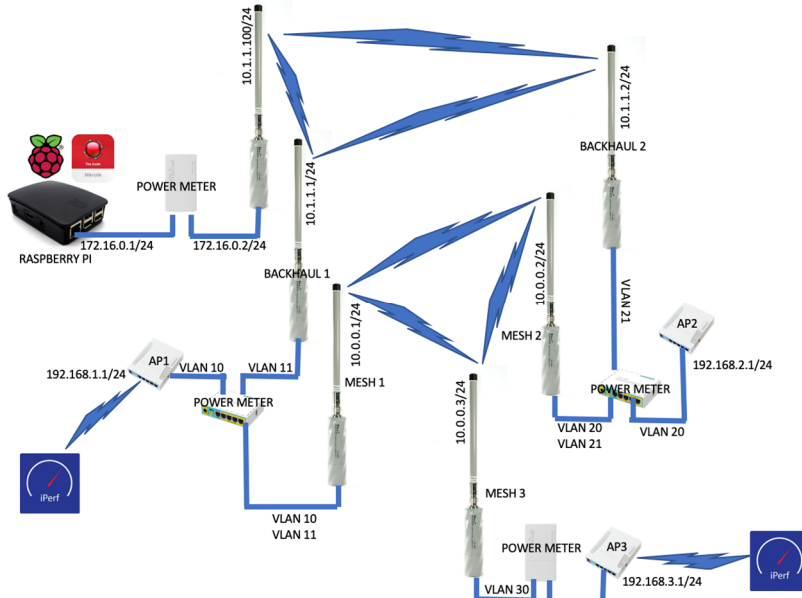 10.1.1.100/24
10.1.1.2/24
BACKHAUL 2
POWER METER
10.1.1.1/24
172.16.0.1/24
172.16.0.2/24
RASPBERRY PI
BACKHAUL 1
10.0.0.2/24
VLAN 21
10.0.0.1/24
MESH 2
AP2
192.168.2.1/24
AP1
VLAN 10
VLAN 11
192.168.1.1/24
MESH 1
POWER METER
10.0.0.3/24
POWER METER
VLAN 20
VLAN 21
VLAN 20
iPerf
VLAN 10
VLAN 11
MESH 3
POWER METER
AP3
iPerf
192.168.3.1/24
VLAN 30